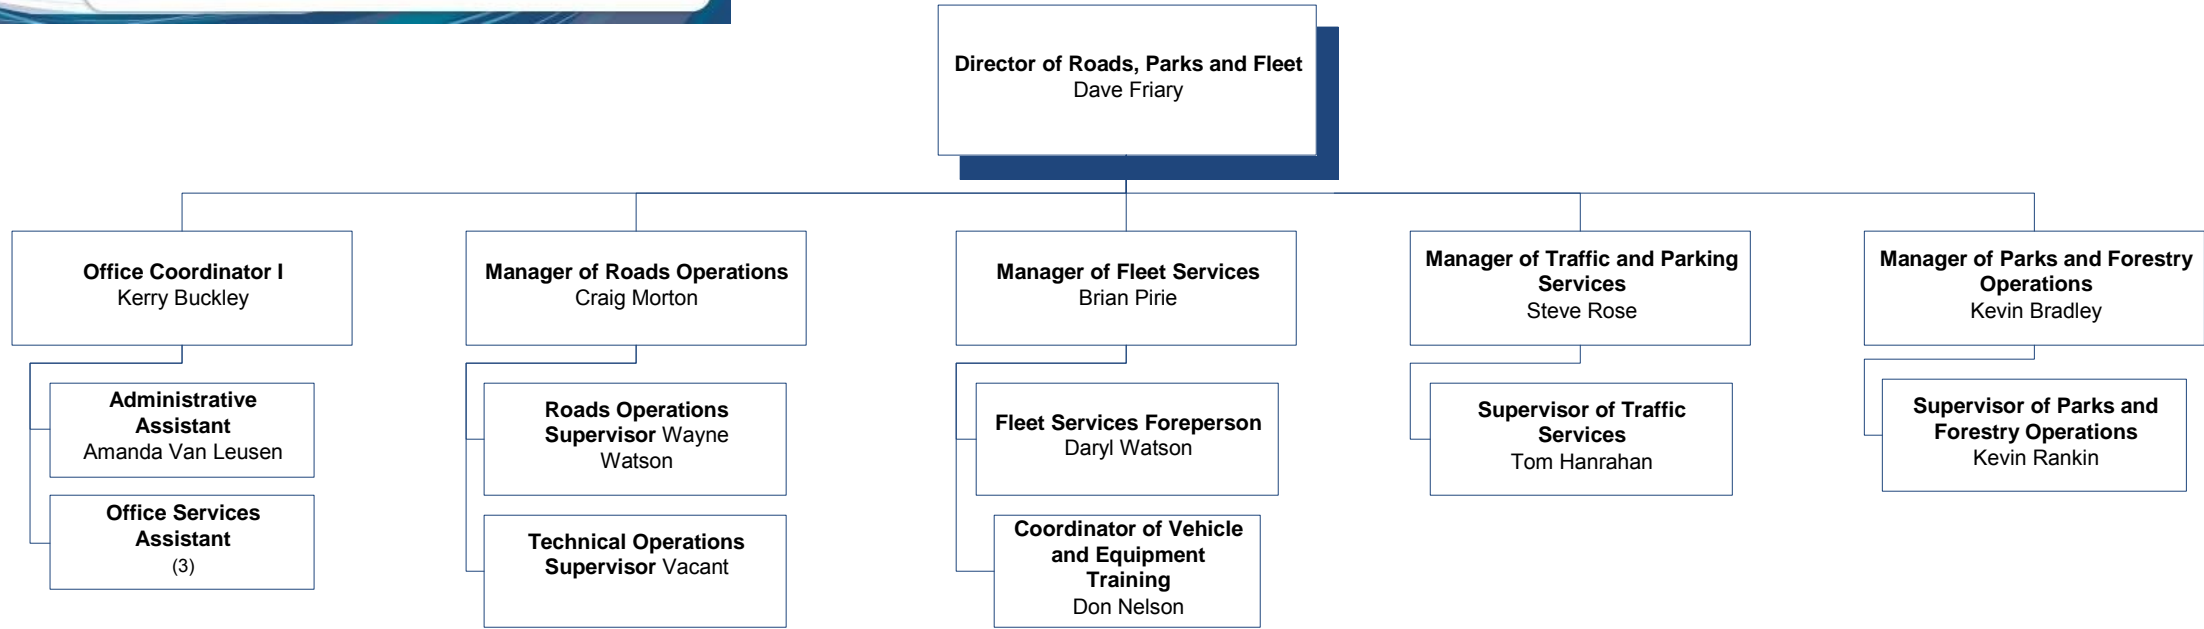 Director of Roads, Parks and Fleet
Dave Friary
Office Coordinator I
Kerry Buckley
Manager of Roads Operations
Craig Morton
Manager of Fleet Services
Brian Pirie
Manager of Traffic and Parking
Services
Steve Rose
Manager of Parks and Forestry
Operations
Kevin Bradley
Administrative
Assistant
Amanda Van Leusen
Office Services
Assistant
(3)
Roads Operations
Supervisor Wayne
Watson
Technical Operations
Supervisor Vacant
Fleet Services Foreperson
Daryl Watson
Coordinator of Vehicle
and Equipment
Training
Don Nelson
Supervisor of Traffic
Services
Tom Hanrahan
Supervisor of Parks and
Forestry Operations
Kevin Rankin